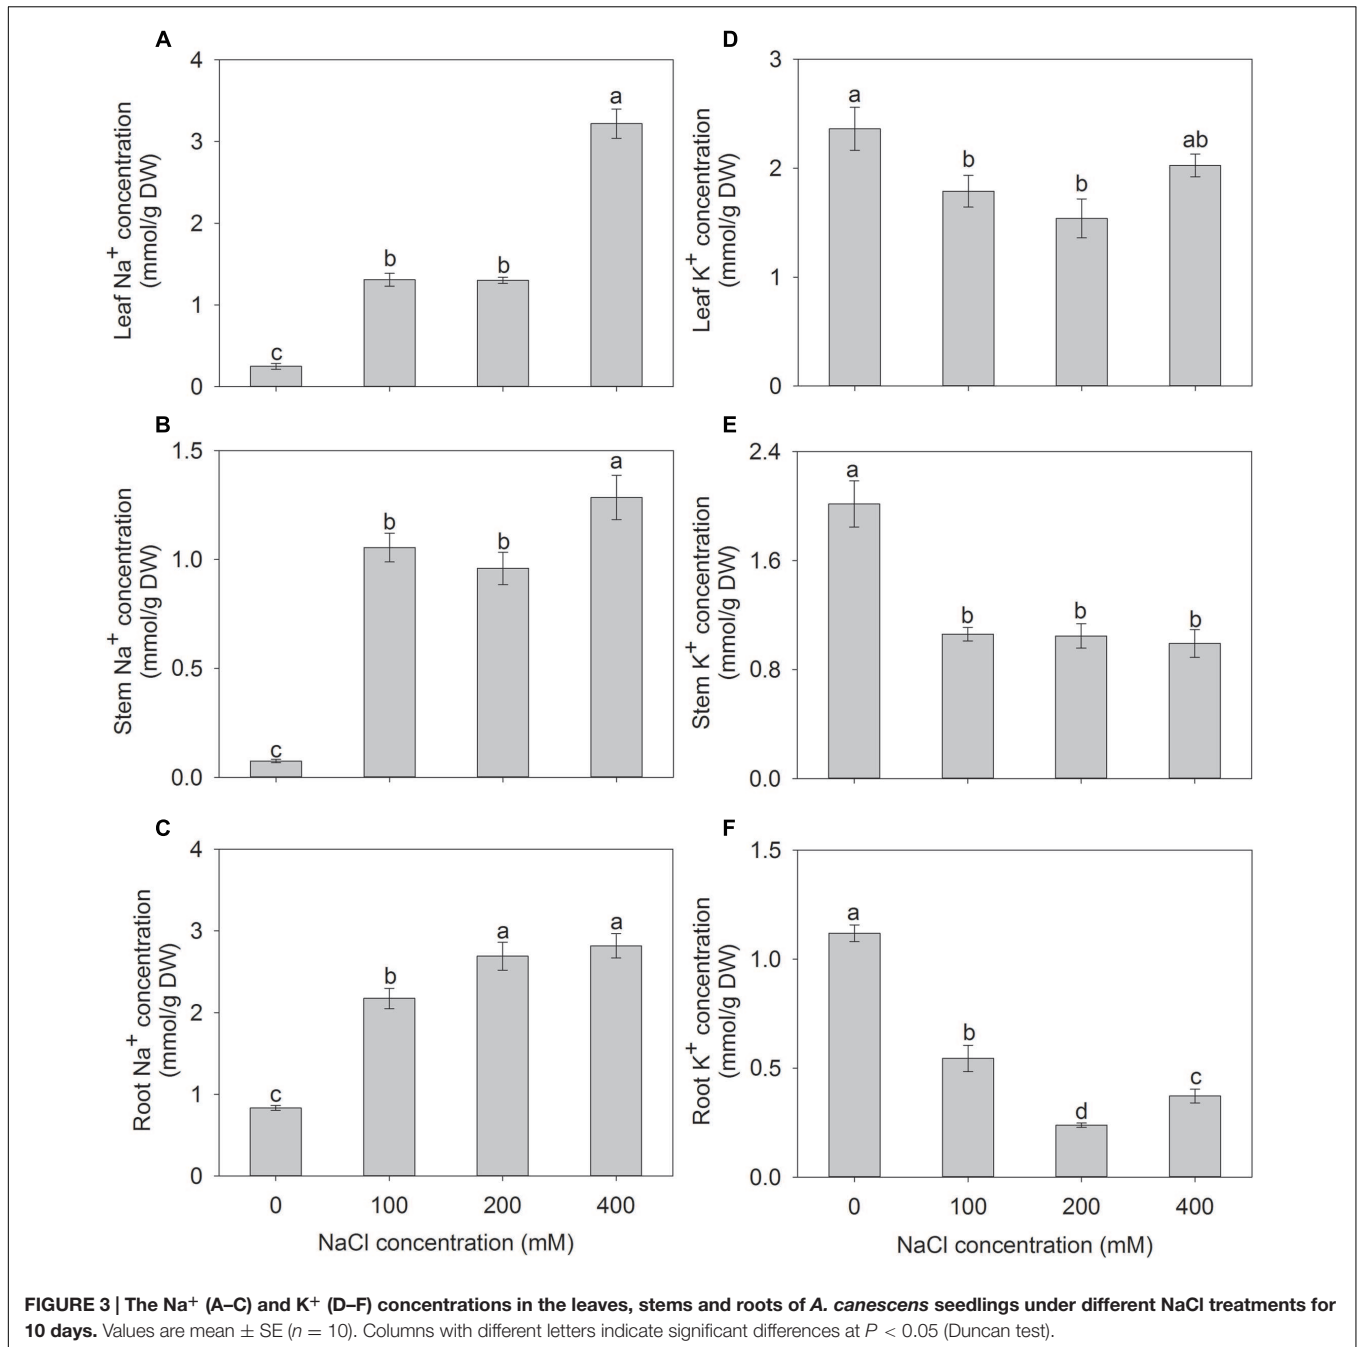 A
Leaf Na+ concentration
(mmol/g DW)
4
3
2
1
0
c
b
b
a
D
Leaf K+ concentration
(mmol/g DW)
3
2
1
0
a
b
b
ab
B
Stem Na+ concentration
(mmol/g DW)
1.5
1.0
0.5
0.0
c
b
b
a
E
Stem K+ concentration
(mmol/g DW)
2.4
1.6
0.8
0.0
a
b
b
b
C
Root Na+ concentration
(mmol/g DW)
4
3
2
1
0
c
b
a
a
0 100 200 400
NaCl concentration (mM)
F
Root K+ concentration
(mmol/g DW)
1.5
1.0
0.5
0.0
a
b
d
c
0 100 200 400
NaCl concentration (mM)
FIGURE 3 | The Na+ (A–C) and K+ (D–F) concentrations in the leaves, stems and roots of A. canescens seedlings under different NaCl treatments for
10 days. Values are mean ± SE (n = 10). Columns with different letters indicate significant differences at P < 0.05 (Duncan test).